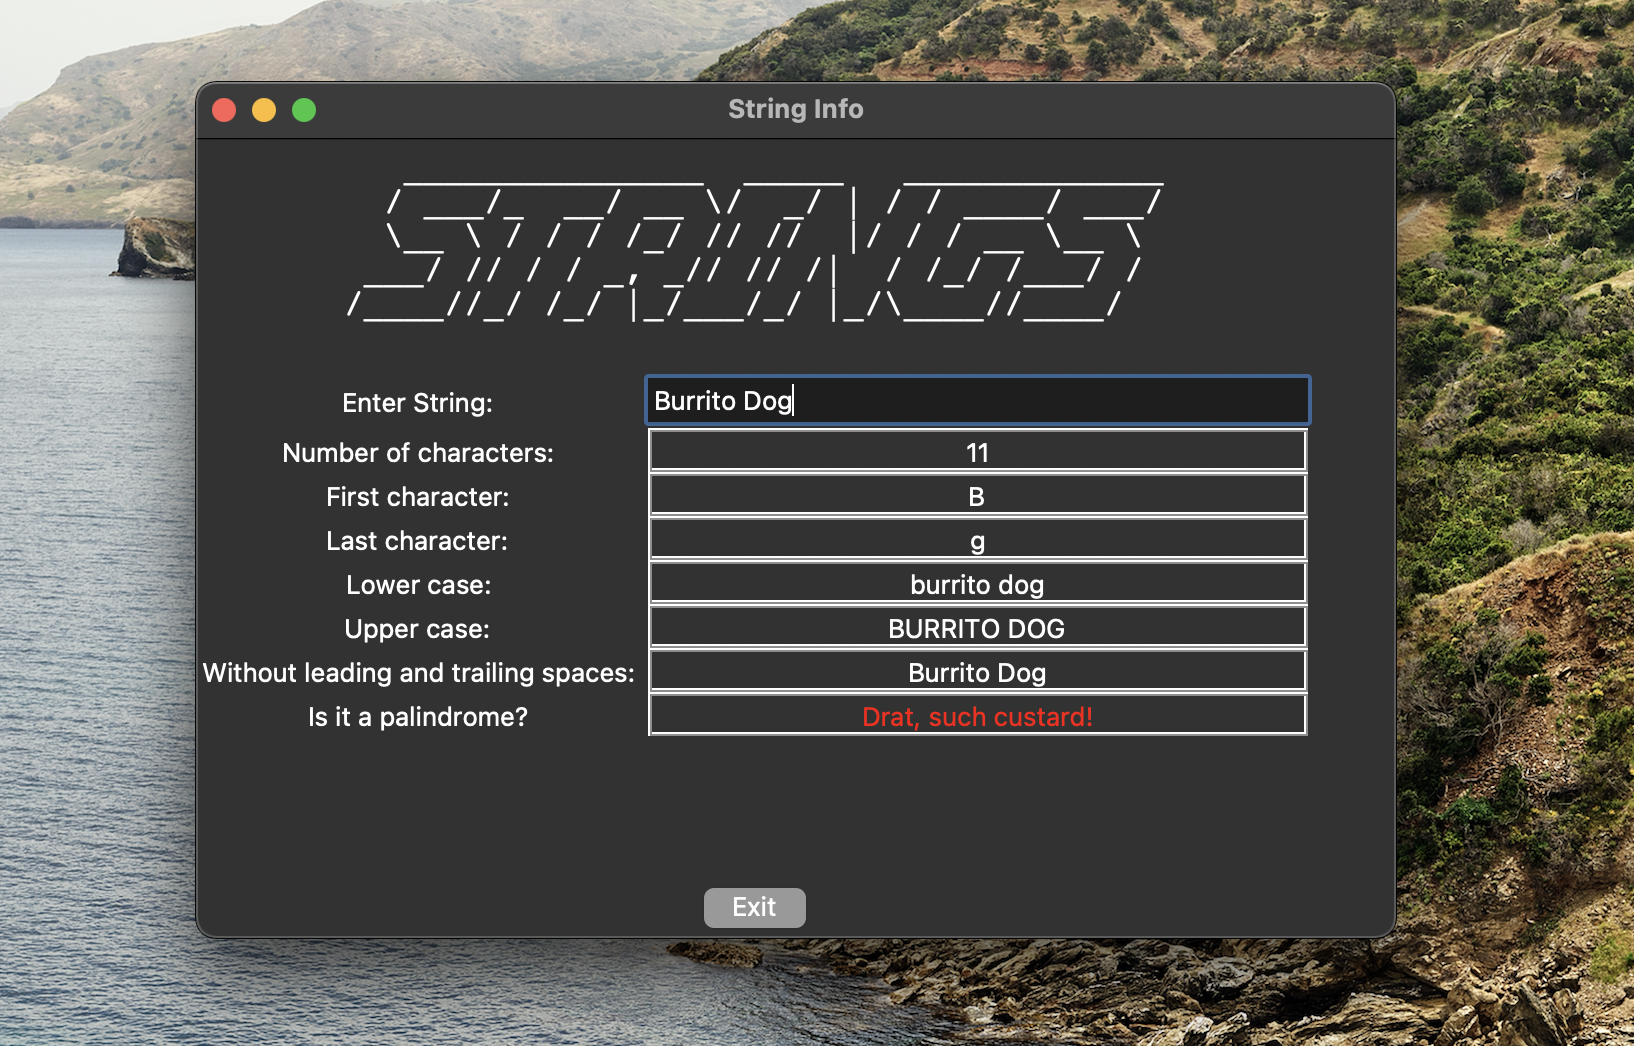 String Info
STRINGS
Enter String: Burrito Dog
Number of characters: 11
First character: B
Last character: g
Lower case: burrito dog
Upper case: BURRITO DOG
Without leading and trailing spaces: Burrito Dog
Is it a palindrome? Drat, such custard!
Exit